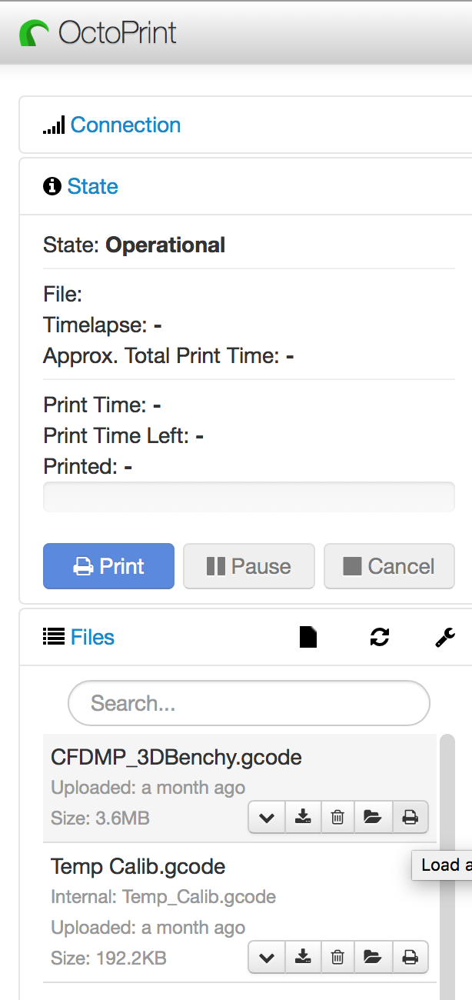 OctoPrint
Connection
State
State: Operational
File:
Timelapse: -
Approx. Total Print Time: -
Print Time: -
Print Time Left: -
Printed: -
Print Pause Cancel
Files
Search...
CFDMP_3DBenchy.gcode
Uploaded: a month ago
Size: 3.6MB
Load a
Temp Calib.gcode
Internal: Temp_Calib.gcode
Uploaded: a month ago
Size: 192.2KB